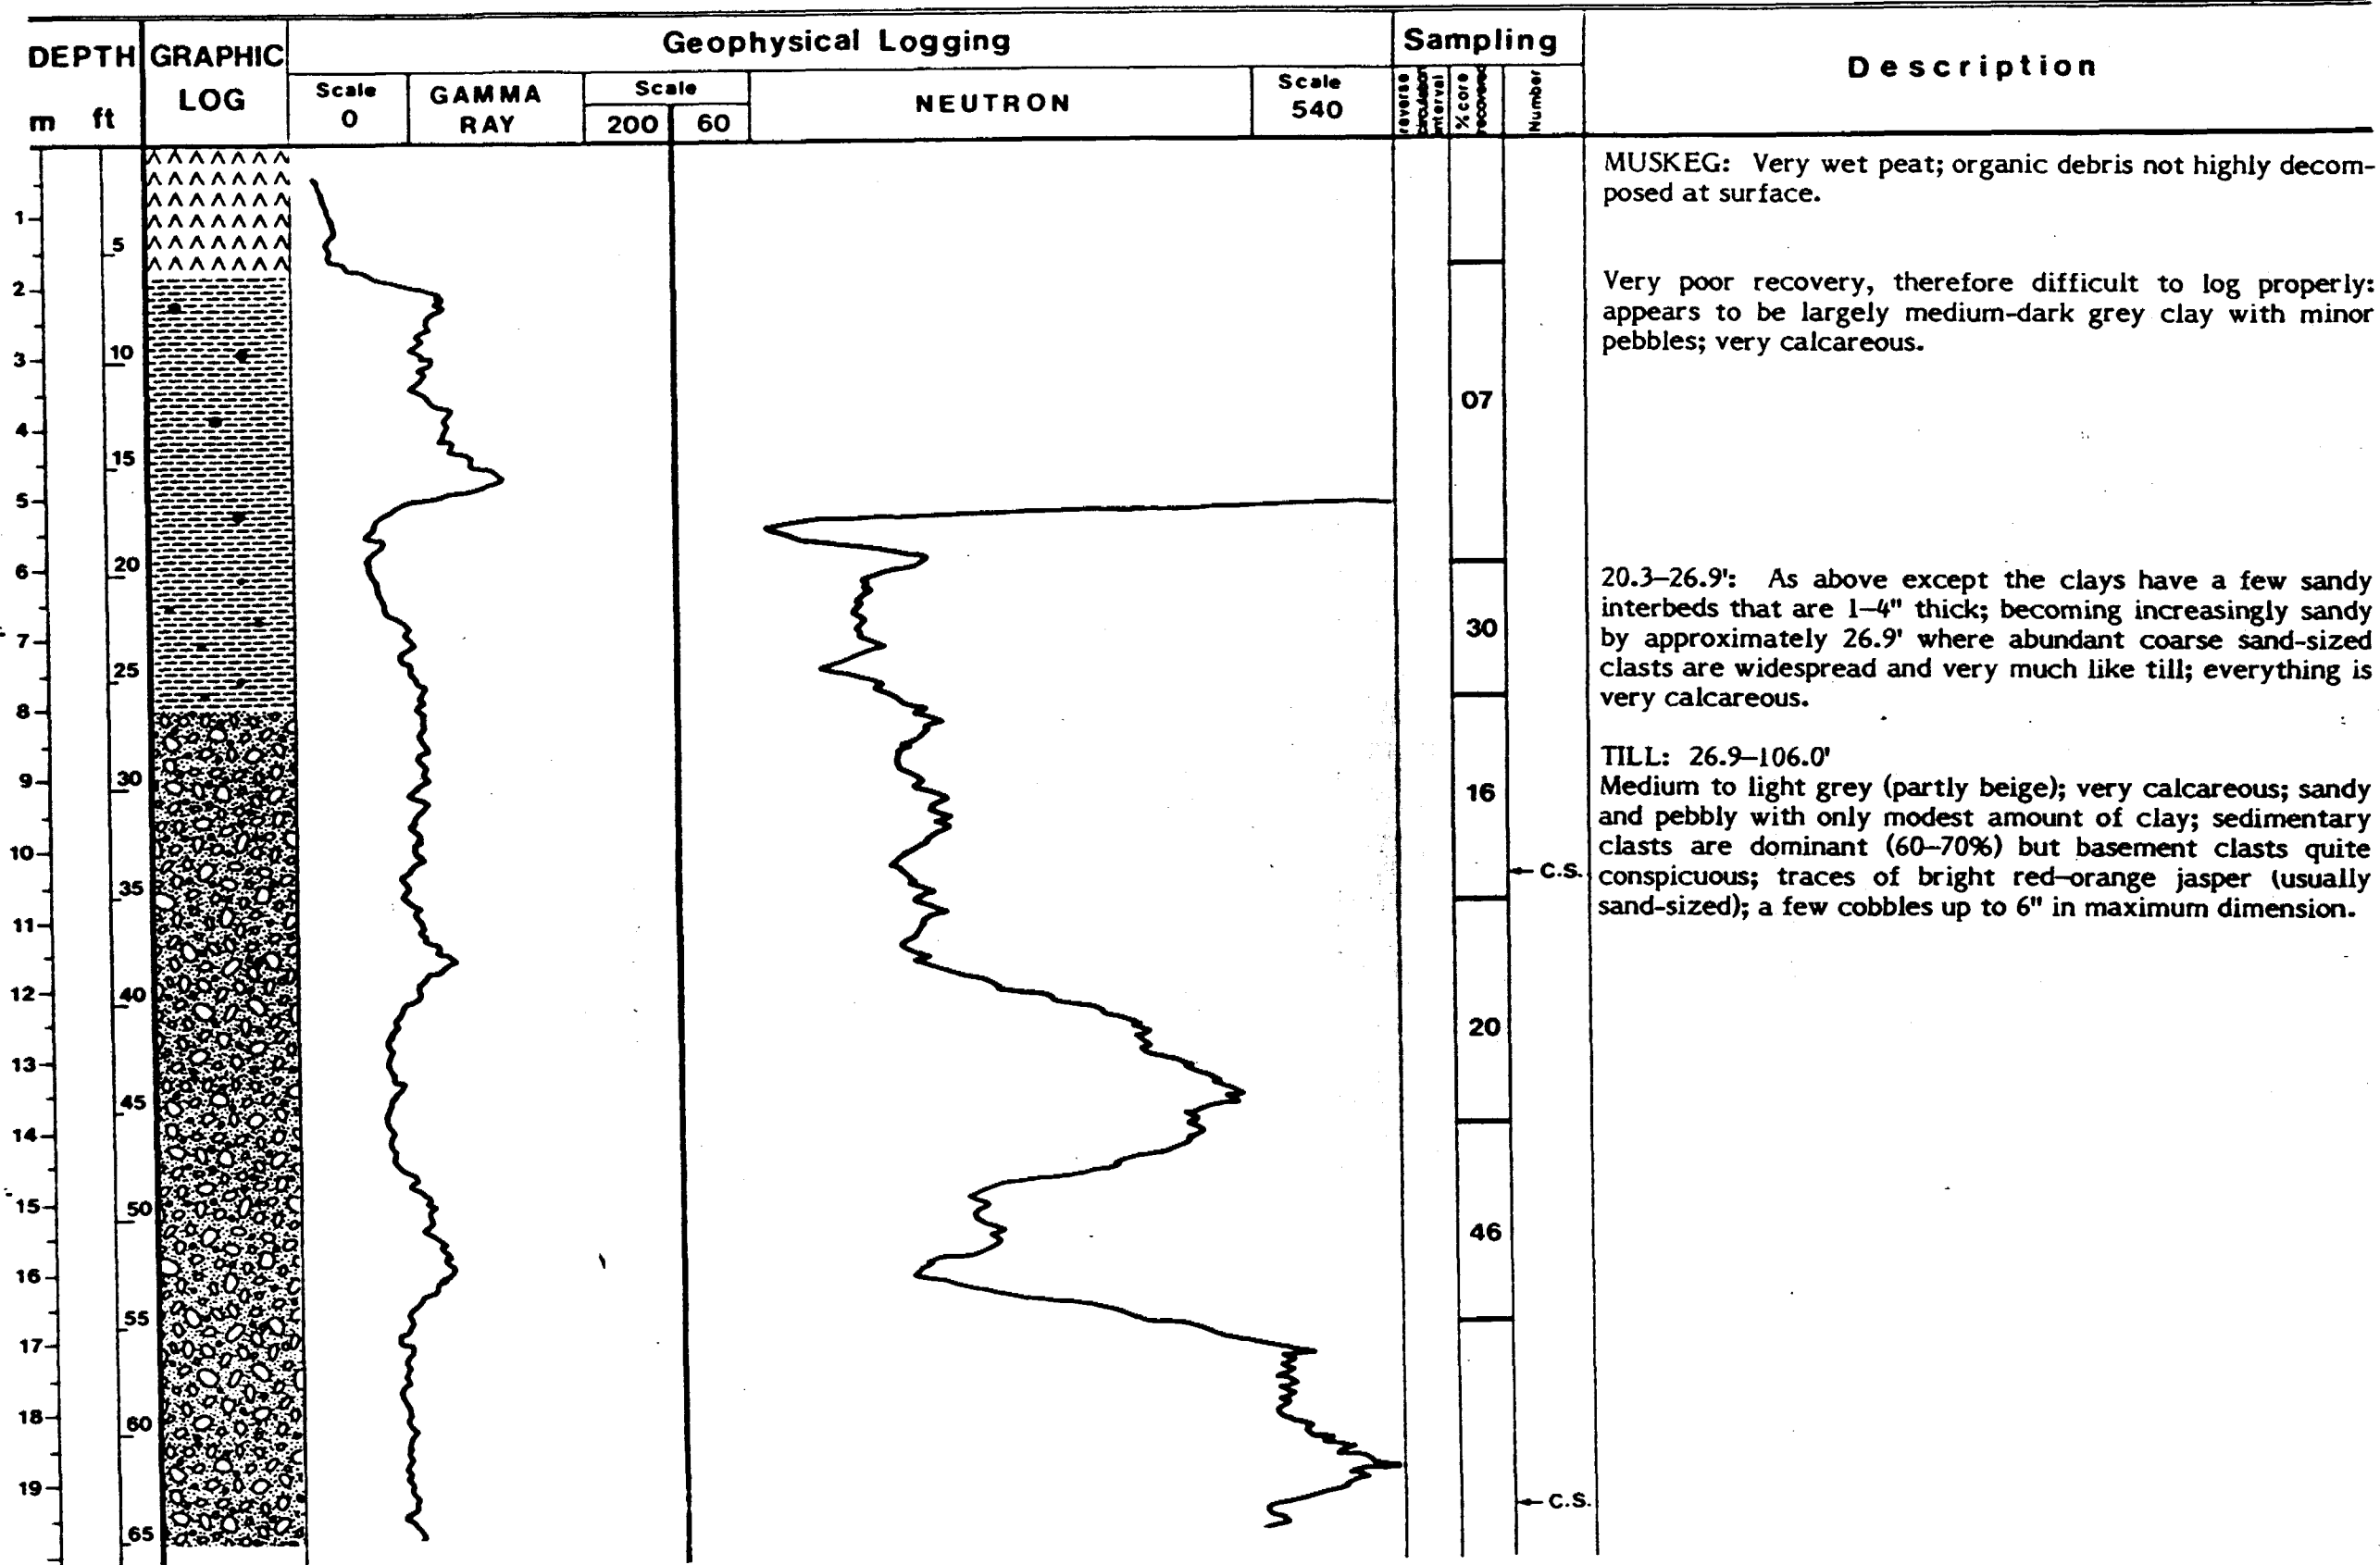 Geophysical Logging
Sampling
DEPTH
GRAPHIC LOG
Description
Scale 0
GAMMA RAY
Scale
200 60
NEUTRON
Scale 540
reverse circulation interval
% core recovered
Number
m ft
MUSKEG: Very wet peat; organic debris not highly decom-
posed at surface.
1
5
Very poor recovery, therefore difficult to log properly:
appears to be largely medium-dark grey clay with minor
pebbles; very calcareous.
2
3
10
07
4
15
5
6
20
20.3–26.9': As above except the clays have a few sandy
interbeds that are 1–4" thick; becoming increasingly sandy
by approximately 26.9' where abundant coarse sand-sized
clasts are widespread and very much like till; everything is
very calcareous.
30
7
25
8
TILL: 26.9–106.0'
Medium to light grey (partly beige); very calcareous; sandy
and pebbly with only modest amount of clay; sedimentary
clasts are dominant (60–70%) but basement clasts quite
conspicuous; traces of bright red-orange jasper (usually
sand-sized); a few cobbles up to 6" in maximum dimension.
9
30
16
10
C.S.
35
11
12
40
20
13
45
14
15
50
46
16
55
17
18
60
19
C.S.
65